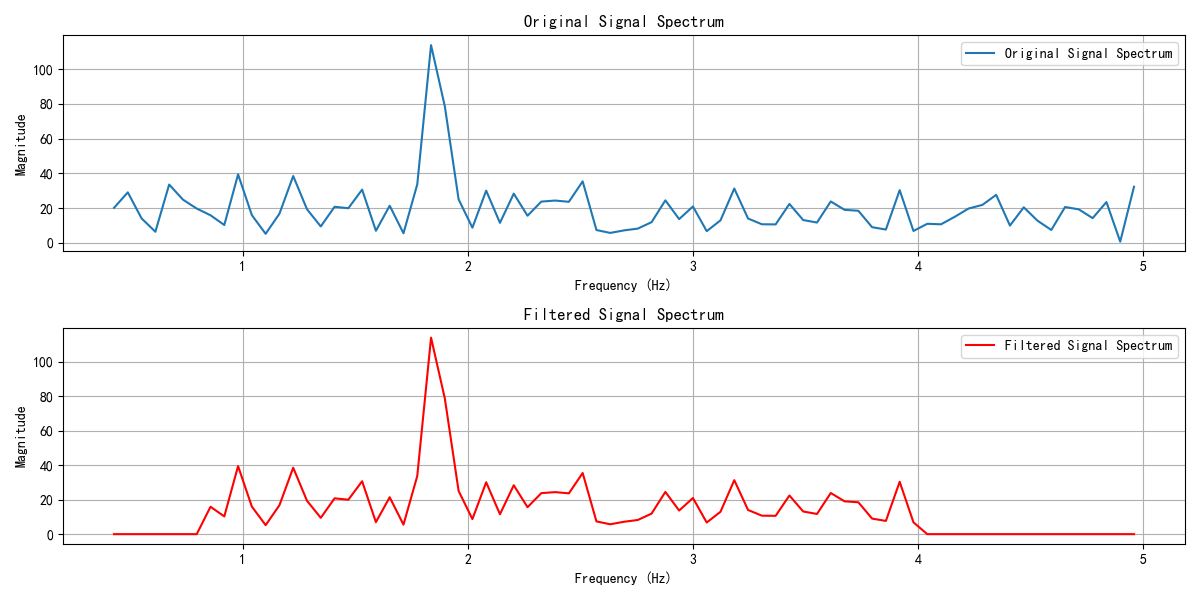 Original Signal Spectrum
Original Signal Spectrum
Magnitude
100
80
60
40
20
0
1
2
3
4
5
Frequency (Hz)
Filtered Signal Spectrum
Filtered Signal Spectrum
Magnitude
100
80
60
40
20
0
1
2
3
4
5
Frequency (Hz)